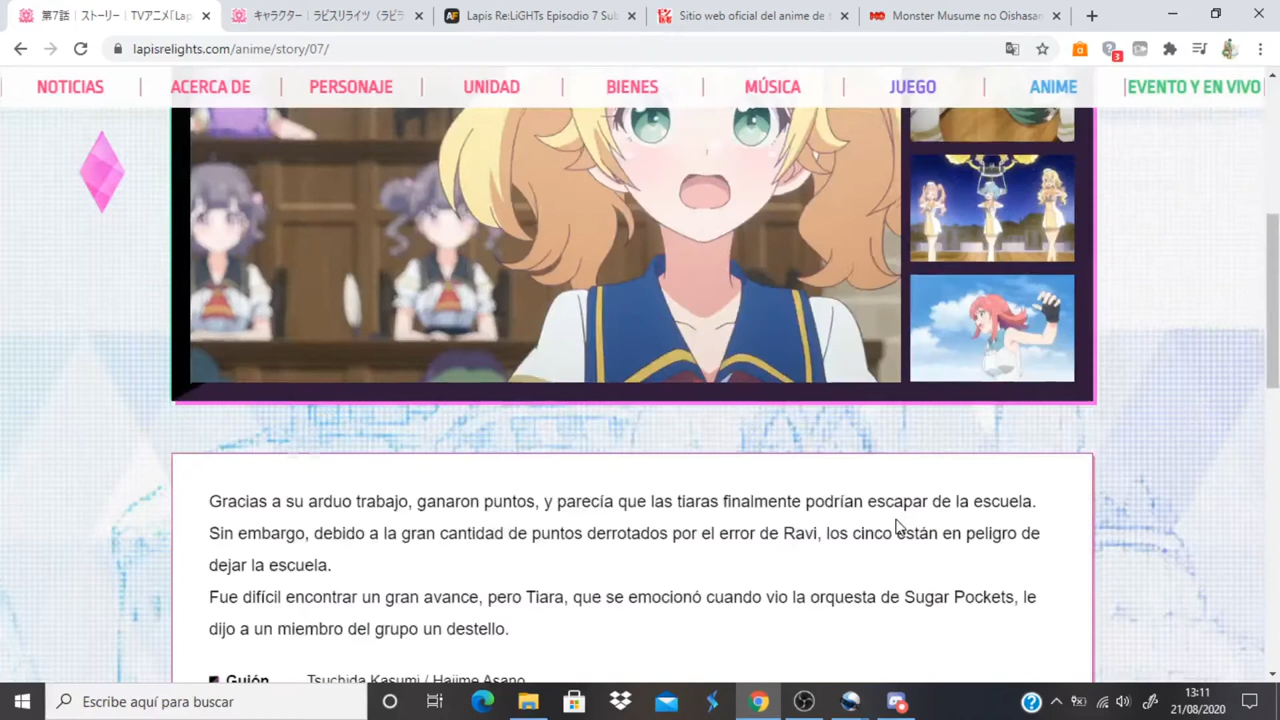 第7話｜ストーリー｜TVアニメ「Lap
キャラクター｜ラピスリライツ（ラピラ
Lapis Re:LiGHTs Episodio 7 Sub
Sitio web oficial del anime de t
Monster Musume no Oishasan
lapisrelights.com/anime/story/07/
3
NOTICIAS
ACERCA DE
PERSONAJE
UNIDAD
BIENES
MÚSICA
JUEGO
ANIME
EVENTO Y EN VIVO
Gracias a su arduo trabajo, ganaron puntos, y parecía que las tiaras finalmente podrían escapar de la escuela.
Sin embargo, debido a la gran cantidad de puntos derrotados por el error de Ravi, los cinco están en peligro de
dejar la escuela.
Fue difícil encontrar un gran avance, pero Tiara, que se emocionó cuando vio la orquesta de Sugar Pockets, le
dijo a un miembro del grupo un destello.
Guión Tsuchida Kasumi / Hajime Asano
Escribe aquí para buscar
13:11
21/08/2020